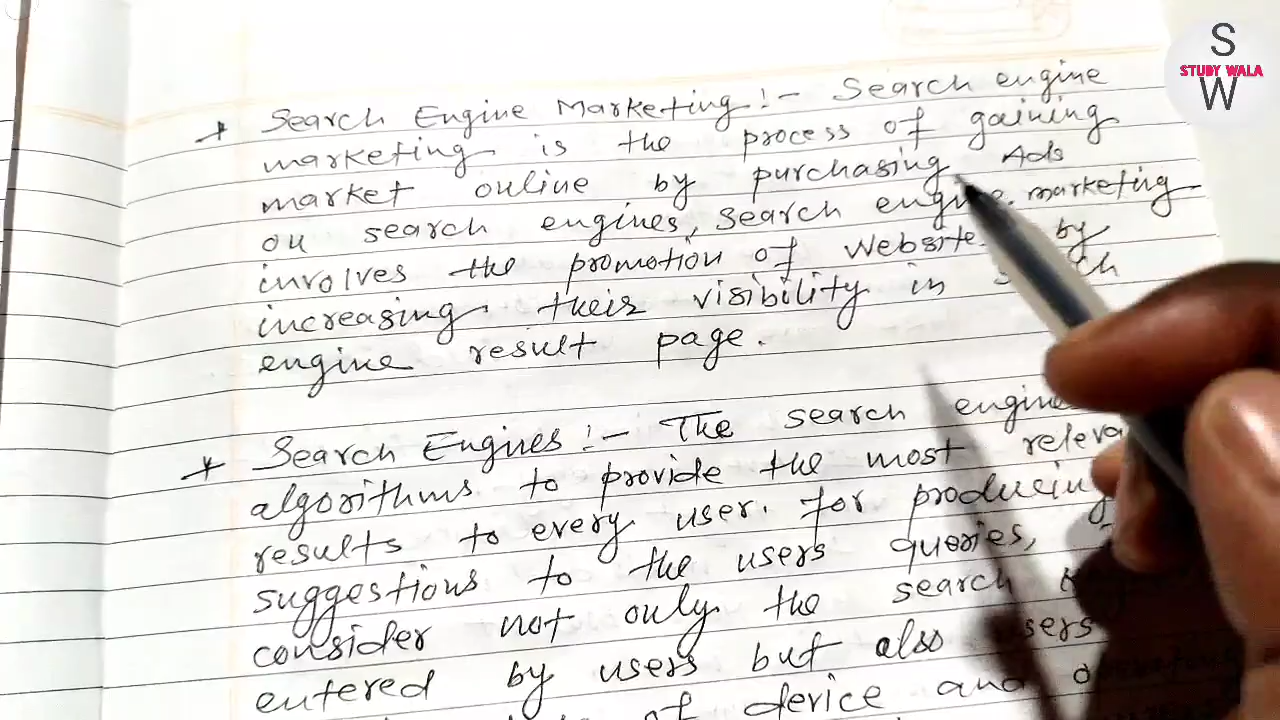 S
STUDY WALA
W
* Search Engine Marketing :- Search engine
marketing is the process of gaining
market online by purchasing Ads
on search engines, search engine marketing
involves the promotion of website by
increasing their visibility in
engine result page.
* Search Engines :- The search engine
algorithms to provide the most
results to every user. for producing
suggestions to the users queries,
consider not only the search
entered by users but also users
of device and